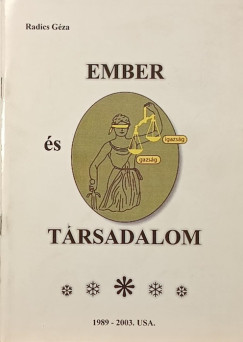 Radics Géza
EMBER
igazság
és
gazság
TÁRSADALOM
1989 - 2003. USA.